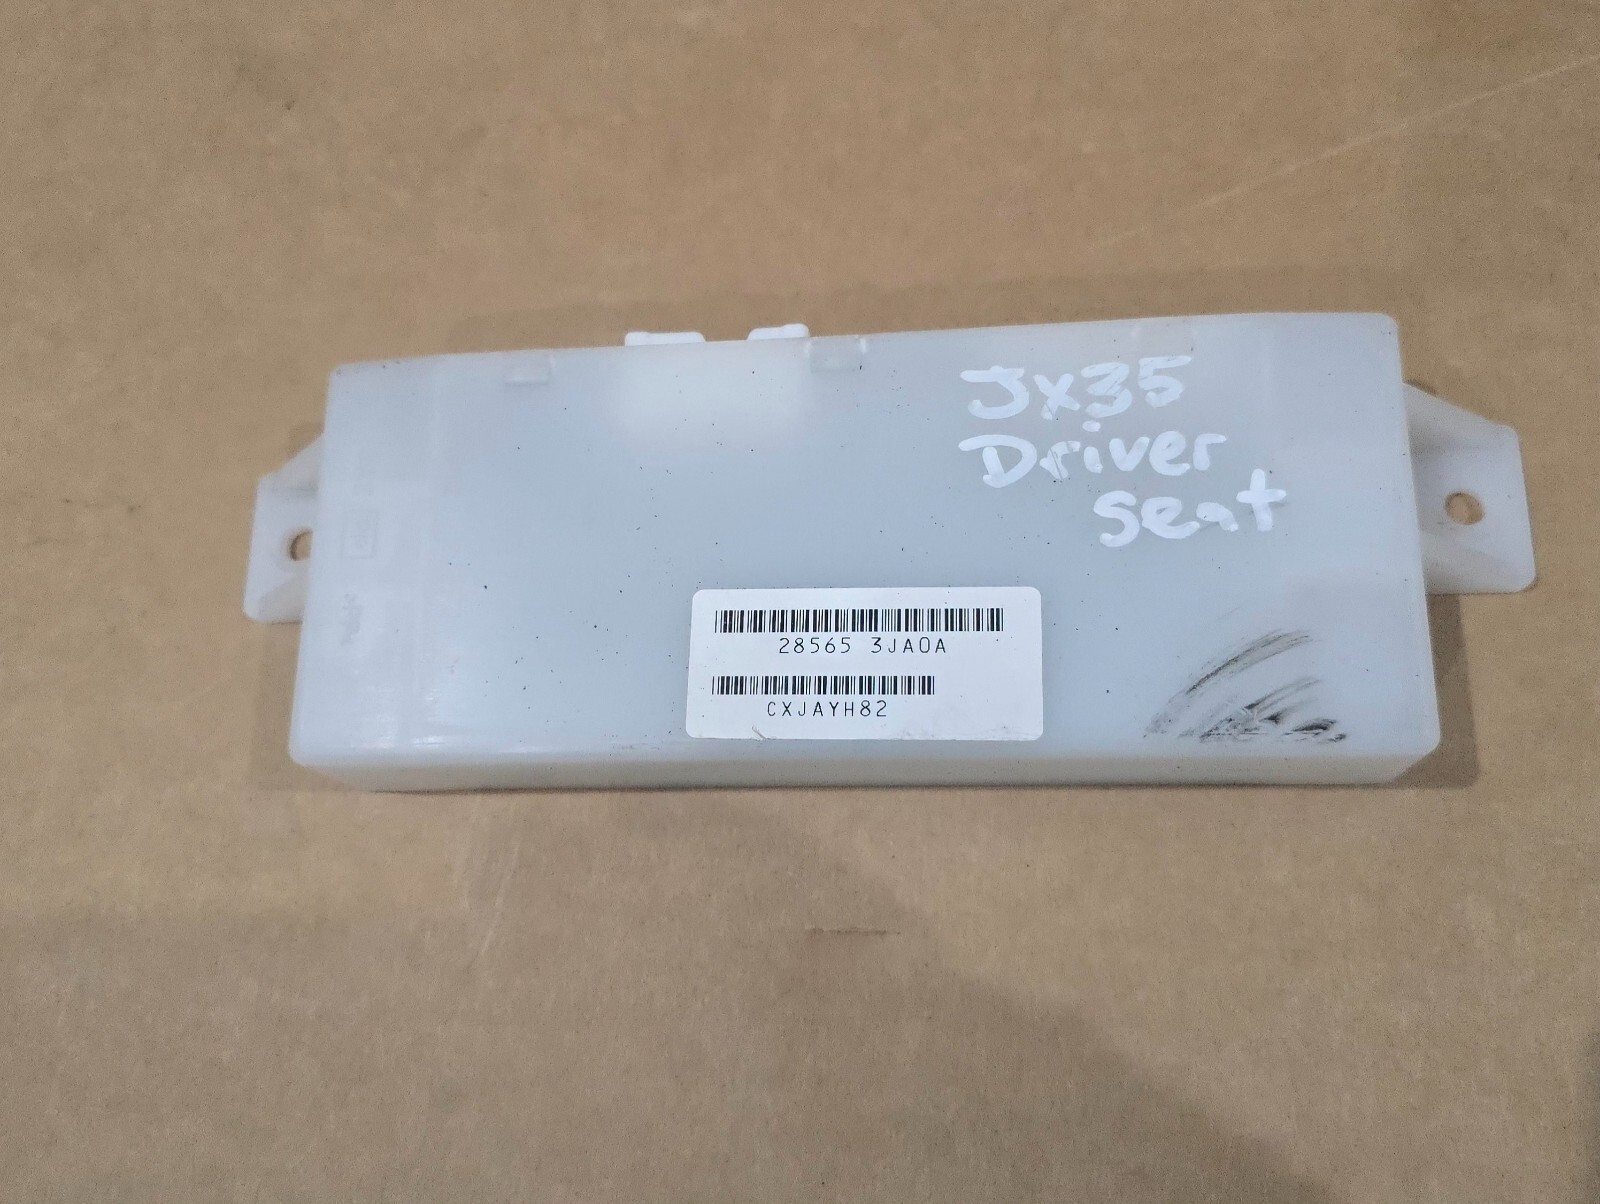 Jx35
Driver
seat
28565 3JA0A
CXJAYH82